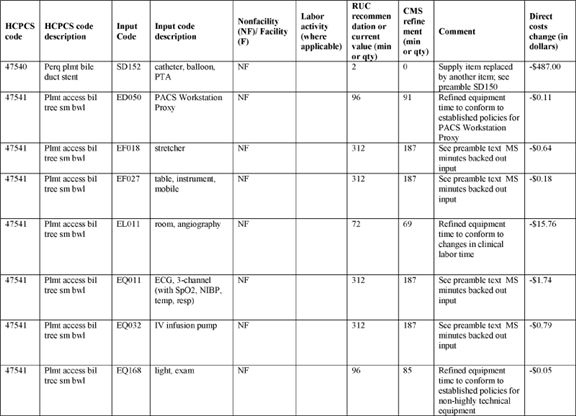 HCPCS code | HCPCS code description | Input Code | Input code description | Nonfacility (NF)/ Facility (F) | Labor activity (where applicable) | RUC recommen dation or current value (min or qty) | CMS refine ment (min or qty) | Comment | Direct costs change (in dollars)
47540 | Perq plmt bile duct stent | SD152 | catheter, balloon, PTA | NF | | 2 | 0 | Supply item replaced by another item; see preamble SD150 | -$487.00
47541 | Plmt access bil tree sm bwl | ED050 | PACS Workstation Proxy | NF | | 96 | 91 | Refined equipment time to conform to established policies for PACS Workstation Proxy | -$0.11
47541 | Plmt access bil tree sm bwl | EF018 | stretcher | NF | | 312 | 187 | See preamble text MS minutes backed out input | -$0.64
47541 | Plmt access bil tree sm bwl | EF027 | table, instrument, mobile | NF | | 312 | 187 | See preamble text MS minutes backed out input | -$0.18
47541 | Plmt access bil tree sm bwl | EL011 | room, angiography | NF | | 72 | 69 | Refined equipment time to conform to changes in clinical labor time | -$15.76
47541 | Plmt access bil tree sm bwl | EQ011 | ECG, 3-channel (with SpO2, NIBP, temp, resp) | NF | | 312 | 187 | See preamble text MS minutes backed out input | -$1.74
47541 | Plmt access bil tree sm bwl | EQ032 | IV infusion pump | NF | | 312 | 187 | See preamble text MS minutes backed out input | -$0.79
47541 | Plmt access bil tree sm bwl | EQ168 | light, exam | NF | | 96 | 85 | Refined equipment time to conform to established policies for non-highly technical equipment | -$0.05